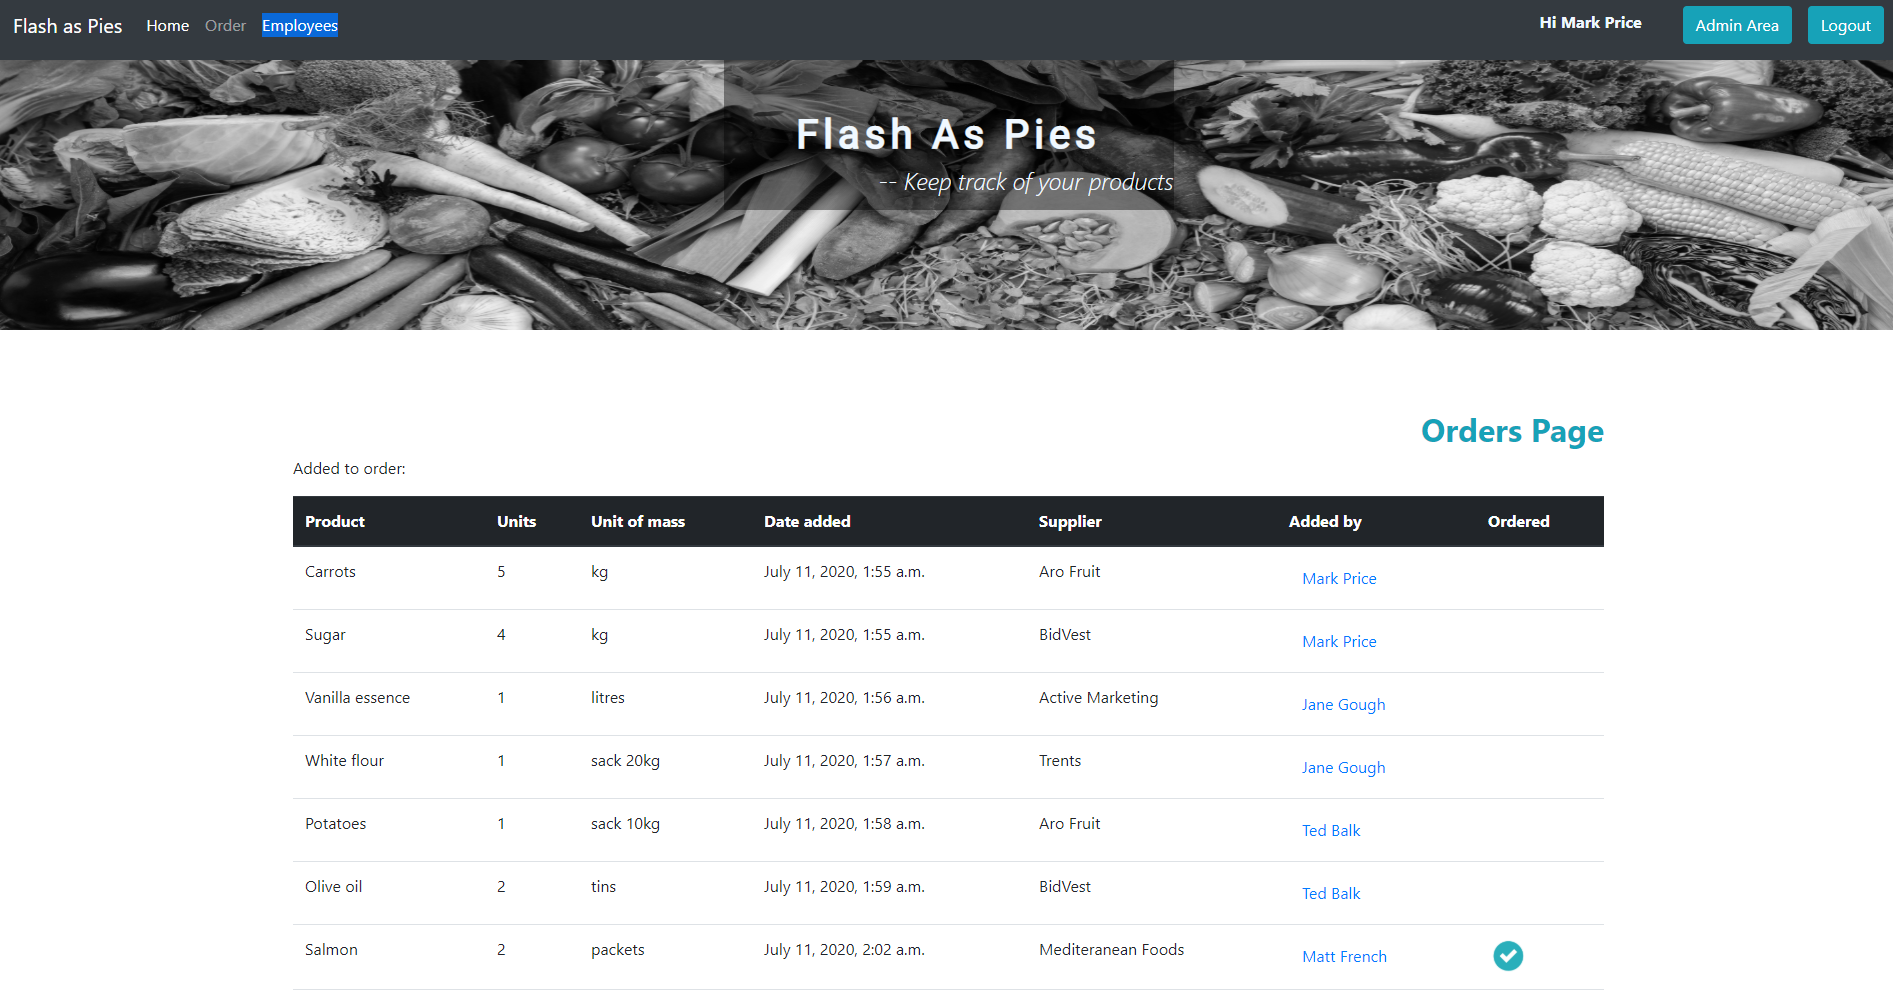 Flash as Pies Home Order Employees Hi Mark Price Admin Area Logout
Flash As Pies
-- Keep track of your products
Orders Page
Added to order:
Product Units Unit of mass Date added Supplier Added by Ordered
Carrots 5 kg July 11, 2020, 1:55 a.m. Aro Fruit Mark Price
Sugar 4 kg July 11, 2020, 1:55 a.m. BidVest Mark Price
Vanilla essence 1 litres July 11, 2020, 1:56 a.m. Active Marketing Jane Gough
White flour 1 sack 20kg July 11, 2020, 1:57 a.m. Trents Jane Gough
Potatoes 1 sack 10kg July 11, 2020, 1:58 a.m. Aro Fruit Ted Balk
Olive oil 2 tins July 11, 2020, 1:59 a.m. BidVest Ted Balk
Salmon 2 packets July 11, 2020, 2:02 a.m. Mediteranean Foods Matt French